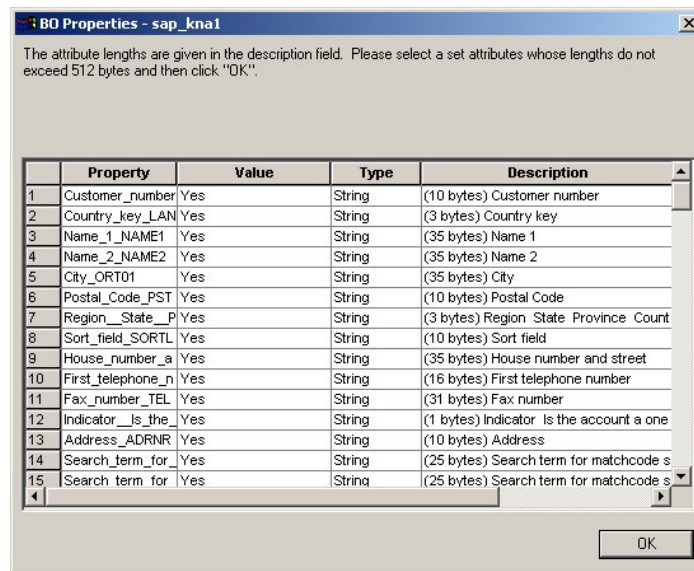 BO Properties - sap_kna1
The attribute lengths are given in the description field. Please select a set attributes whose lengths do not
exceed 512 bytes and then click "OK".
Property Value Type Description
1 Customer_number Yes String (10 bytes) Customer number
2 Country_key_LAN Yes String (3 bytes) Country key
3 Name_1_NAME1 Yes String (35 bytes) Name 1
4 Name_2_NAME2 Yes String (35 bytes) Name 2
5 City_ORT01 Yes String (35 bytes) City
6 Postal_Code_PST Yes String (10 bytes) Postal Code
7 Region__State__P Yes String (3 bytes) Region State Province Count
8 Sort_field_SORTL Yes String (10 bytes) Sort field
9 House_number_a Yes String (35 bytes) House number and street
10 First_telephone_n Yes String (16 bytes) First telephone number
11 Fax_number_TEL Yes String (31 bytes) Fax number
12 Indicator__Is_the_ Yes String (1 bytes) Indicator Is the account a one
13 Address_ADRNR Yes String (10 bytes) Address
14 Search_term_for_ Yes String (25 bytes) Search term for matchcode s
15 Search_term_for_ Yes String (25 bytes) Search term for matchcode s
OK